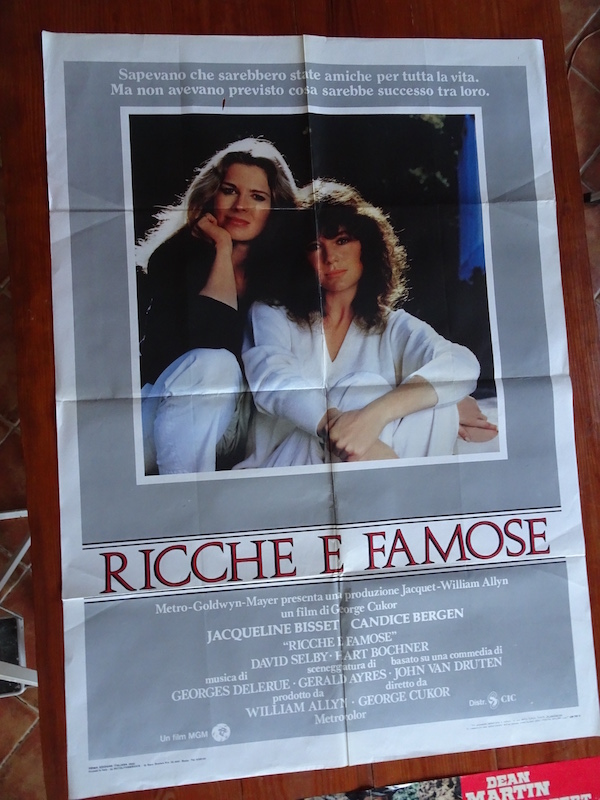 Sapevano che sarebbero state amiche per tutta la vita.
Ma non avevano previsto cosa sarebbe successo tra loro.
RICCHE E FAMOSE
Metro-Goldwyn-Mayer presenta una produzione Jacquet-William Allyn
un film di George Cukor
JACQUELINE BISSET · CANDICE BERGEN
"RICCHE E FAMOSE"
DAVID SELBY · HART BOCHNER
musica di sceneggiatura di basato su una commedia di
GEORGES DELERUE · GERALD AYRES · JOHN VAN DRUTEN
prodotto da diretto da
WILLIAM ALLYN · GEORGE CUKOR
Metrocolor
Un film MGM
Distr. CIC
DEAN
MARTIN